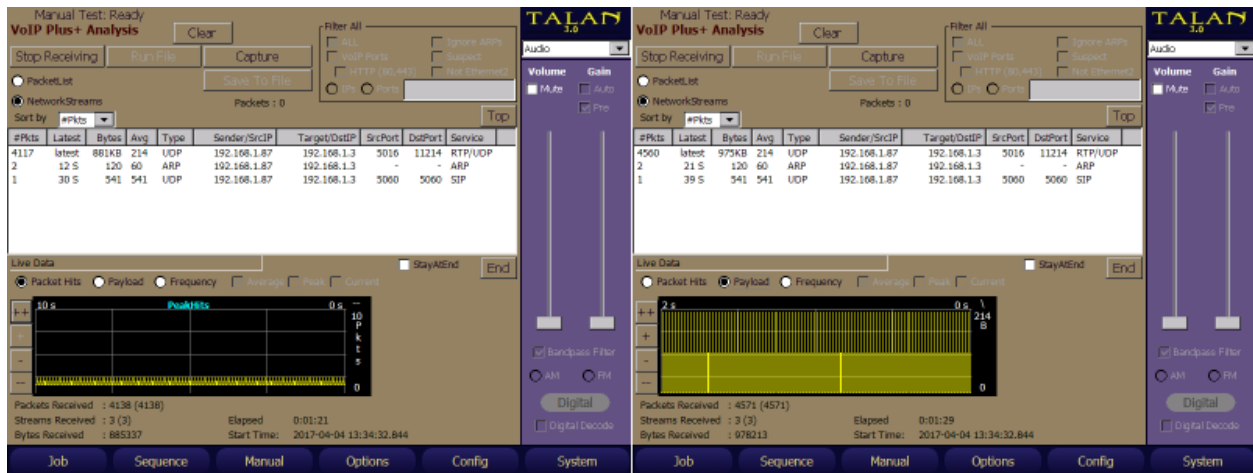 Manual Test: Ready
VoIP Plus+ Analysis
Clear
Stop Receiving Run File Capture
PacketList
Save To File
NetworkStreams
Packets : 0
Sort by #Pkts
Top
Filter All
ALL
Ignore ARPs
VoIP Ports
Suspect
HTTP (80,443)
Not Ethernet2
IPs Ports
#Pkts Latest Bytes Avg Type Sender/SrcIP Target/DstIP SrcPort DstPort Service
4117 latest 881KB 214 UDP 192.168.1.87 192.168.1.3 5016 11214 RTP/UDP
2 12 S 120 60 ARP 192.168.1.87 192.168.1.3 - - ARP
1 30 S 541 541 UDP 192.168.1.87 192.168.1.3 5060 5060 SIP
Live Data
StayAtEnd
End
Packet Hits Payload Frequency Average Peak Current
++
+
-
--
10 s PeakHits 0 s
10
Pkts
0
Packets Received : 4138 (4138)
Streams Received : 3 (3) Elapsed 0:01:21
Bytes Received : 885337 Start Time: 2017-04-04 13:34:32.844
TALAN
3.0
Audio
Volume Gain
Mute Auto
Pre
Bandpass Filter
AM FM
Digital
Digital Decode
Job Sequence Manual Options Config System
Manual Test: Ready
VoIP Plus+ Analysis
Clear
Stop Receiving Run File Capture
PacketList
Save To File
NetworkStreams
Packets : 0
Sort by #Pkts
Top
Filter All
ALL
Ignore ARPs
VoIP Ports
Suspect
HTTP (80,443)
Not Ethernet2
IPs Ports
#Pkts Latest Bytes Avg Type Sender/SrcIP Target/DstIP SrcPort DstPort Service
4560 latest 975KB 214 UDP 192.168.1.87 192.168.1.3 5016 11214 RTP/UDP
2 21 S 120 60 ARP 192.168.1.87 192.168.1.3 - - ARP
1 39 S 541 541 UDP 192.168.1.87 192.168.1.3 5060 5060 SIP
Live Data
StayAtEnd
End
Packet Hits Payload Frequency Average Peak Current
++
+
-
--
2 s 0 s \
214
B
0
Packets Received : 4571 (4571)
Streams Received : 3 (3) Elapsed 0:01:29
Bytes Received : 978213 Start Time: 2017-04-04 13:34:32.844
TALAN
3.0
Audio
Volume Gain
Mute Auto
Pre
Bandpass Filter
AM FM
Digital
Digital Decode
Job Sequence Manual Options Config System